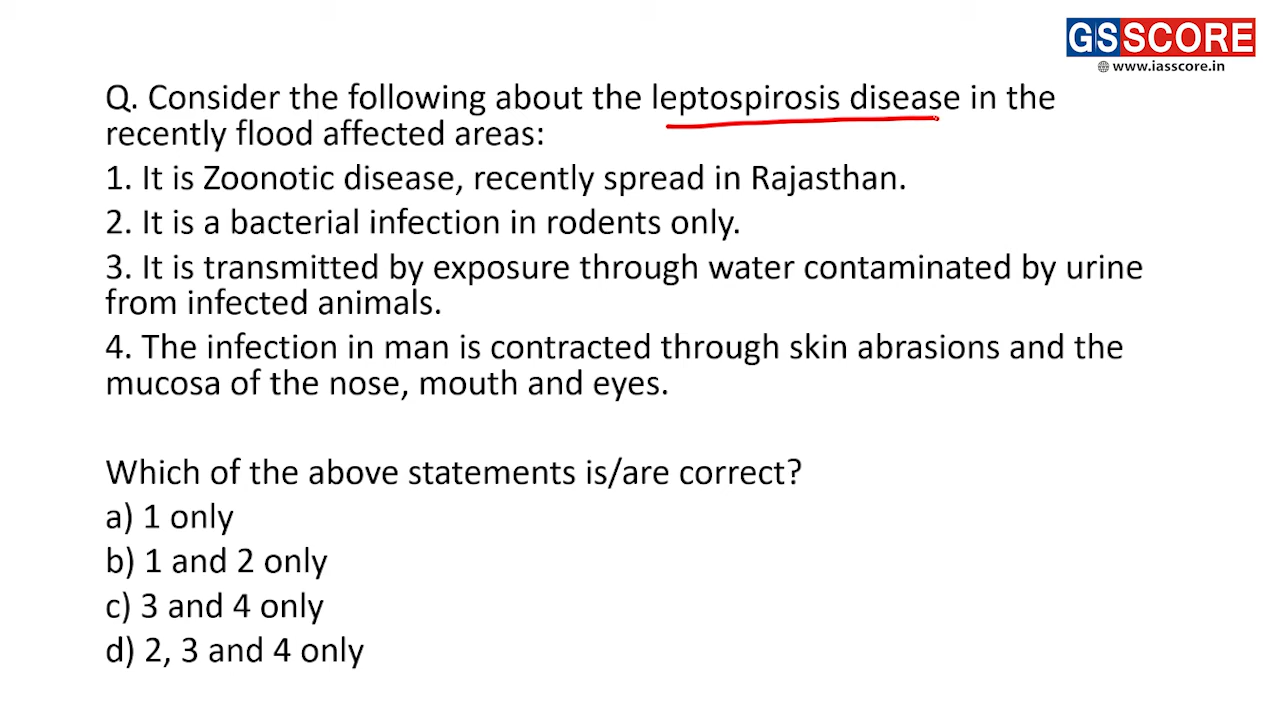 GSSCORE
www.iasscore.in
Q. Consider the following about the leptospirosis disease in the
recently flood affected areas:
1. It is Zoonotic disease, recently spread in Rajasthan.
2. It is a bacterial infection in rodents only.
3. It is transmitted by exposure through water contaminated by urine
from infected animals.
4. The infection in man is contracted through skin abrasions and the
mucosa of the nose, mouth and eyes.
Which of the above statements is/are correct?
a) 1 only
b) 1 and 2 only
c) 3 and 4 only
d) 2, 3 and 4 only